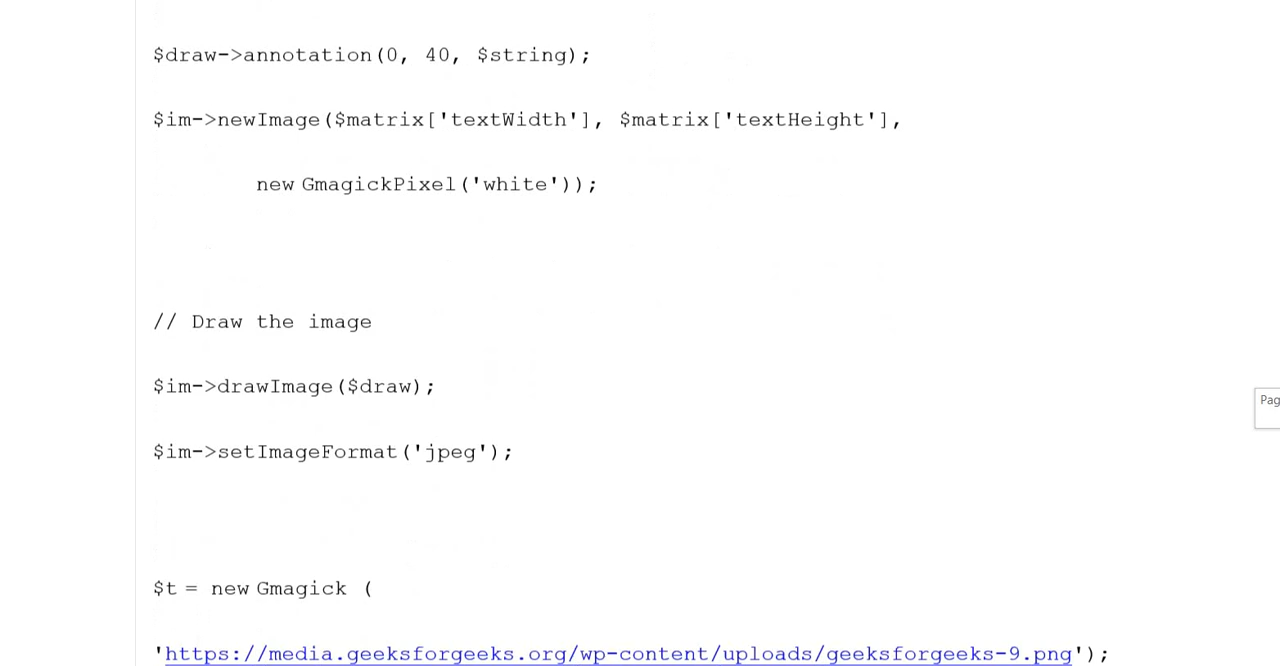 $draw->annotation(0, 40, $string);
$im->newImage($matrix['textWidth'], $matrix['textHeight'],
new GmagickPixel('white'));
// Draw the image
$im->drawImage($draw);
Pag
$im->setImageFormat('jpeg');
$t = new Gmagick (
'https://media.geeksforgeeks.org/wp-content/uploads/geeksforgeeks-9.png');